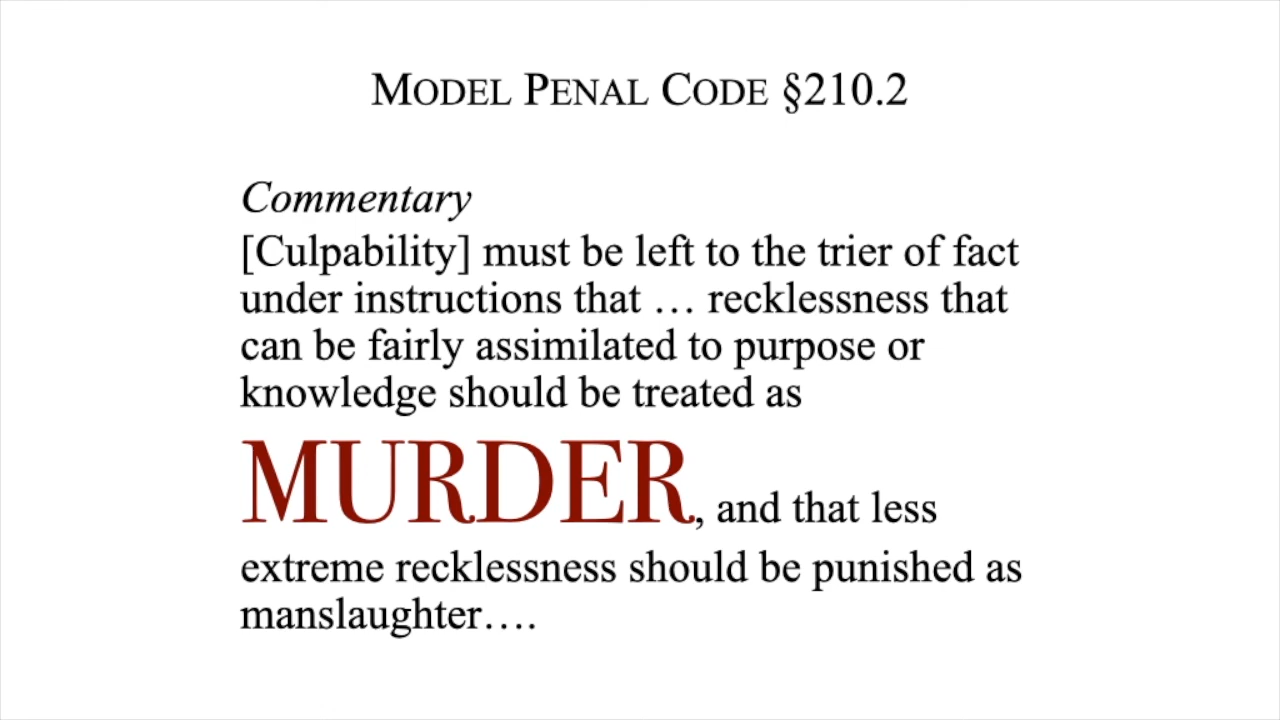 MODEL PENAL CODE §210.2
Commentary
[Culpability] must be left to the trier of fact
under instructions that … recklessness that
can be fairly assimilated to purpose or
knowledge should be treated as
MURDER, and that less
extreme recklessness should be punished as
manslaughter….